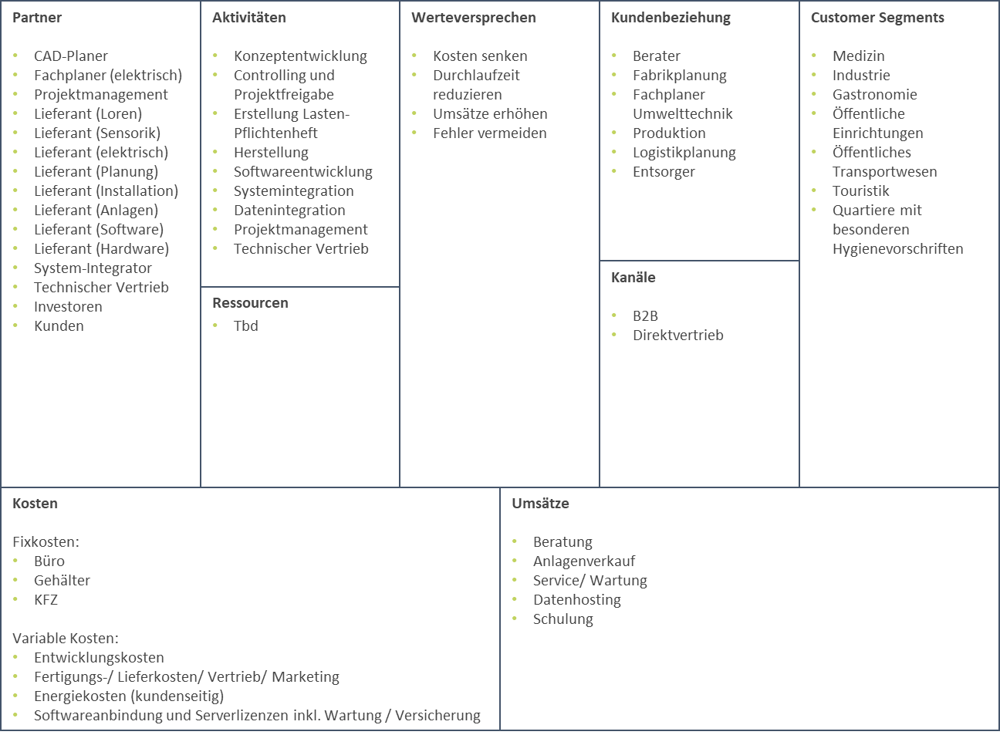 Partner
CAD-Planer
Fachplaner (elektrisch)
Projektmanagement
Lieferant (Loren)
Lieferant (Sensorik)
Lieferant (elektrisch)
Lieferant (Planung)
Lieferant (Installation)
Lieferant (Anlagen)
Lieferant (Software)
Lieferant (Hardware)
System-Integrator
Technischer Vertrieb
Investoren
Kunden
Aktivitäten
Konzeptentwicklung
Controlling und
Projektfreigabe
Erstellung Lasten-
Pflichtenheft
Herstellung
Softwareentwicklung
Systemintegration
Datenintegration
Projektmanagement
Technischer Vertrieb
Ressourcen
Tbd
Werteversprechen
Kosten senken
Durchlaufzeit
reduzieren
Umsätze erhöhen
Fehler vermeiden
Kundenbeziehung
Berater
Fabrikplanung
Fachplaner
Umwelttechnik
Produktion
Logistikplanung
Entsorger
Kanäle
B2B
Direktvertrieb
Customer Segments
Medizin
Industrie
Gastronomie
Öffentliche
Einrichtungen
Öffentliches
Transportwesen
Touristik
Quartiere mit
besonderen
Hygienevorschriften
Kosten
Fixkosten:
Büro
Gehälter
KFZ
Variable Kosten:
Entwicklungskosten
Fertigungs-/ Lieferkosten/ Vertrieb/ Marketing
Energiekosten (kundenseitig)
Softwareanbindung und Serverlizenzen inkl. Wartung / Versicherung
Umsätze
Beratung
Anlagenverkauf
Service/ Wartung
Datenhosting
Schulung